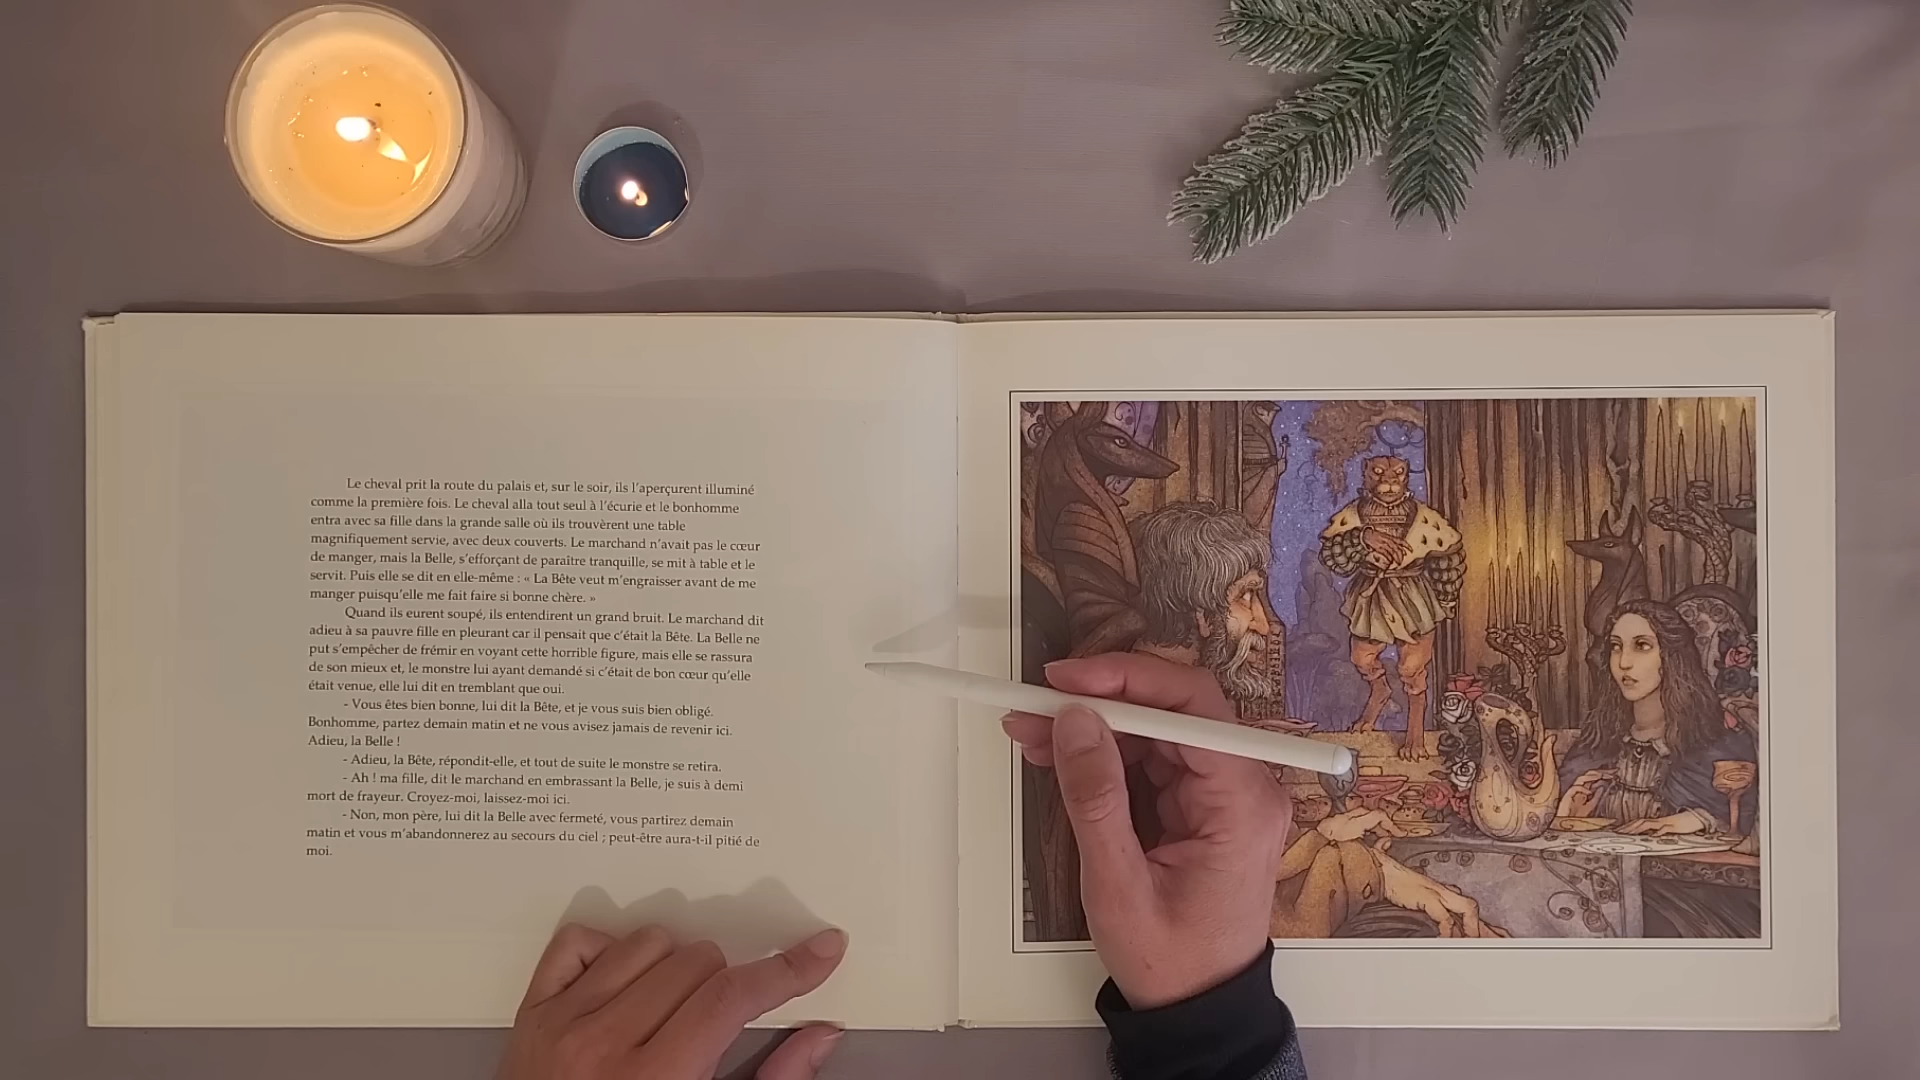 Le cheval prit la route du palais et, sur le soir, ils l'aperçurent illuminé
comme la première fois. Le cheval alla tout seul à l'écurie et le bonhomme
entra avec sa fille dans la grande salle où ils trouvèrent une table
magnifiquement servie, avec deux couverts. Le marchand n'avait pas le cœur
de manger, mais la Belle, s'efforçant de paraître tranquille, se mit à table et le
servit. Puis elle se dit en elle-même : « La Bête veut m'engraisser avant de me
manger puisqu'elle me fait faire si bonne chère. »
Quand ils eurent soupé, ils entendirent un grand bruit. Le marchand dit
adieu à sa pauvre fille en pleurant car il pensait que c'était la Bête. La Belle ne
put s'empêcher de frémir en voyant cette horrible figure, mais elle se rassura
de son mieux et, le monstre lui ayant demandé si c'était de bon cœur qu'elle
était venue, elle lui dit en tremblant que oui.
- Vous êtes bien bonne, lui dit la Bête, et je vous suis bien obligé.
Bonhomme, partez demain matin et ne vous avisez jamais de revenir ici.
Adieu, la Belle !
- Adieu, la Bête, répondit-elle, et tout de suite le monstre se retira.
- Ah ! ma fille, dit le marchand en embrassant la Belle, je suis à demi
mort de frayeur. Croyez-moi, laissez-moi ici.
- Non, mon père, lui dit la Belle avec fermeté, vous partirez demain
matin et vous m'abandonnerez au secours du ciel ; peut-être aura-t-il pitié de
moi.